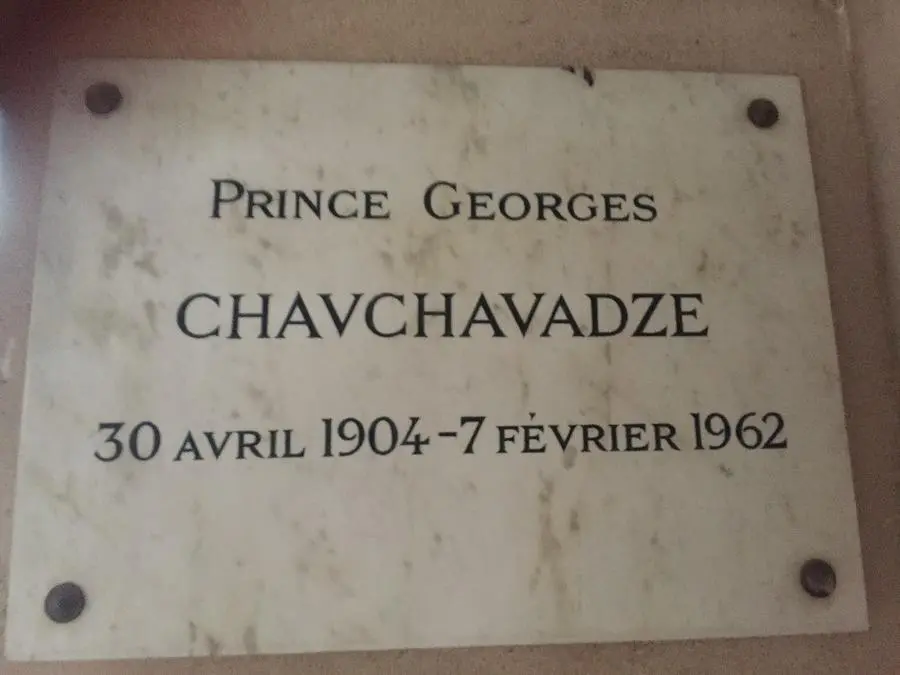 PRINCE GEORGES
CHAVCHAVADZE
30 AVRIL 1904-7 FÉVRIER 1962